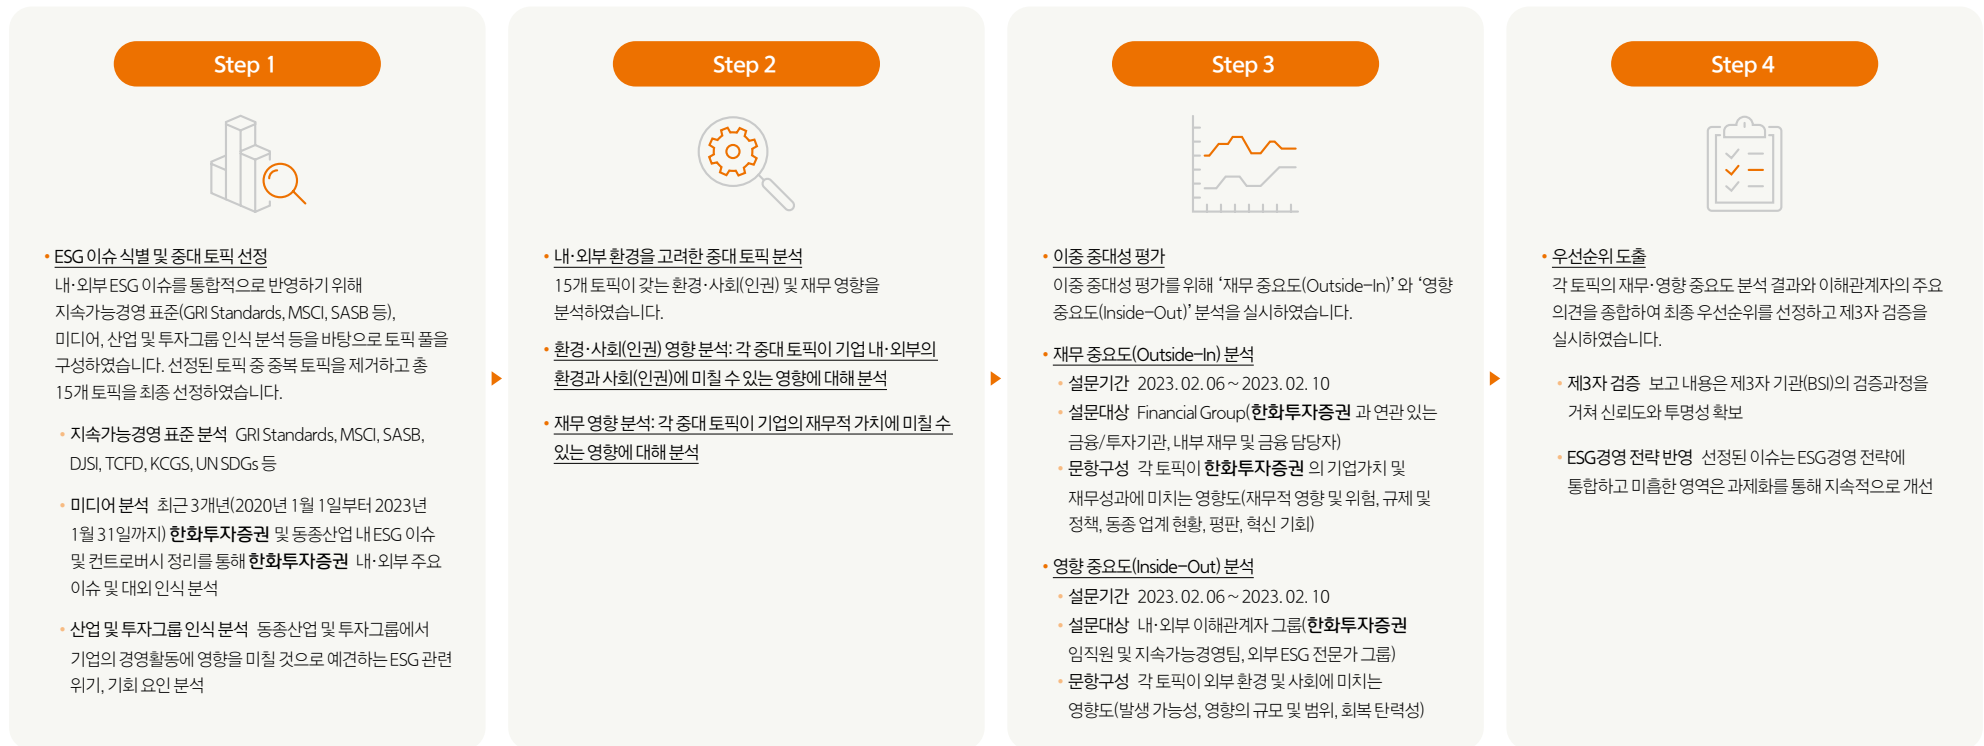 Step 1
• ESG 이슈 식별 및 중대 토픽 선정
내·외부 ESG 이슈를 통합적으로 반영하기 위해
지속가능경영 표준(GRI Standards, MSCI, SASB 등),
미디어, 산업 및 투자그룹 인식 분석 등을 바탕으로 토픽 풀을
구성하였습니다. 선정된 토픽 중 중복 토픽을 제거하고 총
15개 토픽을 최종 선정하였습니다.
• 지속가능경영 표준 분석 GRI Standards, MSCI, SASB,
DJSI, TCFD, KCGS, UN SDGs 등
• 미디어 분석 최근 3개년(2020년 1월 1일부터 2023년
1월 31일까지) 한화투자증권 및 동종산업 내 ESG 이슈
및 컨트로버시 정리를 통해 한화투자증권 내·외부 주요
이슈 및 대외 인식 분석
• 산업 및 투자그룹 인식 분석 동종산업 및 투자그룹에서
기업의 경영활동에 영향을 미칠 것으로 예견하는 ESG 관련
위기, 기회 요인 분석
Step 2
• 내·외부 환경을 고려한 중대 토픽 분석
15개 토픽이 갖는 환경·사회(인권) 및 재무 영향을
분석하였습니다.
• 환경·사회(인권) 영향 분석: 각 중대 토픽이 기업 내·외부의
환경과 사회(인권)에 미칠 수 있는 영향에 대해 분석
• 재무 영향 분석: 각 중대 토픽이 기업의 재무적 가치에 미칠 수
있는 영향에 대해 분석
Step 3
• 이중 중대성 평가
이중 중대성 평가를 위해 ‘재무 중요도(Outside-In)’와 ‘영향
중요도(Inside-Out)’ 분석을 실시하였습니다.
• 재무 중요도(Outside-In) 분석
• 설문기간 2023. 02. 06 ~ 2023. 02. 10
• 설문대상 Financial Group(한화투자증권 과 연관 있는
금융/투자기관, 내부 재무 및 금융 담당자)
• 문항구성 각 토픽이 한화투자증권 의 기업가치 및
재무성과에 미치는 영향도(재무적 영향 및 위험, 규제 및
정책, 동종 업계 현황, 평판, 혁신 기회)
• 영향 중요도(Inside-Out) 분석
• 설문기간 2023. 02. 06 ~ 2023. 02. 10
• 설문대상 내·외부 이해관계자 그룹(한화투자증권
임직원 및 지속가능경영팀, 외부 ESG 전문가 그룹)
• 문항구성 각 토픽이 외부 환경 및 사회에 미치는
영향도(발생 가능성, 영향의 규모 및 범위, 회복 탄력성)
Step 4
• 우선순위 도출
각 토픽의 재무·영향 중요도 분석 결과와 이해관계자의 주요
의견을 종합하여 최종 우선순위를 선정하고 제3자 검증을
실시하였습니다.
• 제3자 검증 보고 내용은 제3자 기관(BSI)의 검증과정을
거쳐 신뢰도와 투명성 확보
• ESG경영 전략 반영 선정된 이슈는 ESG경영 전략에
통합하고 미흡한 영역은 과제화를 통해 지속적으로 개선